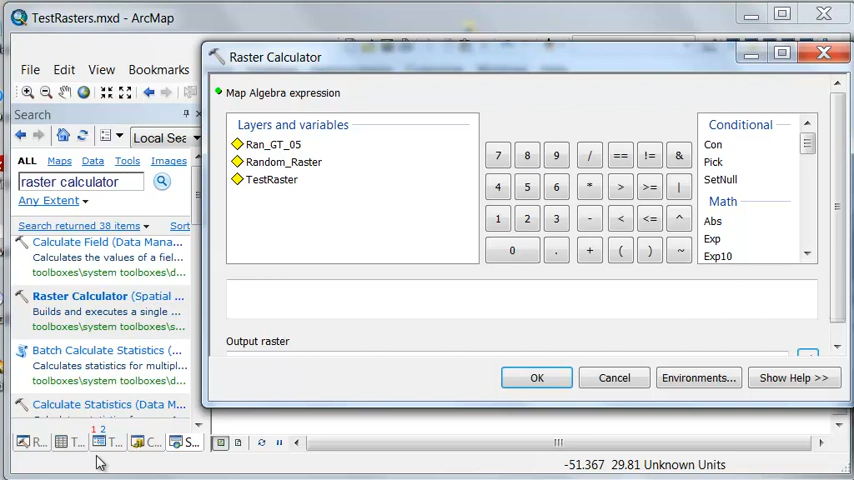 TestRasters.mxd - ArcMap
File Edit View Bookmarks
Search
Local Sea
ALL Maps Data Tools Images
raster calculator
Any Extent
Search returned 38 items Sort
Calculate Field (Data Mana...
Calculates the values of a field...
toolboxes\system toolboxes\d...
Raster Calculator (Spatial
Builds and executes a single
toolboxes\system toolboxes\s...
Batch Calculate Statistics (...
Calculates statistics for multipl...
toolboxes\system toolboxes\d...
Calculate Statistics (Data M...
1 2
R... T... T... C... S...
Raster Calculator
Map Algebra expression
Layers and variables
Ran_GT_05
Random_Raster
TestRaster
7 8 9 / == != &
4 5 6 * > >= |
1 2 3 - < <= ^
0 . + ( ) ~
Conditional
Con
Pick
SetNull
Math
Abs
Exp
Exp10
Output raster
OK Cancel Environments... Show Help >>
-51.367 29.81 Unknown Units